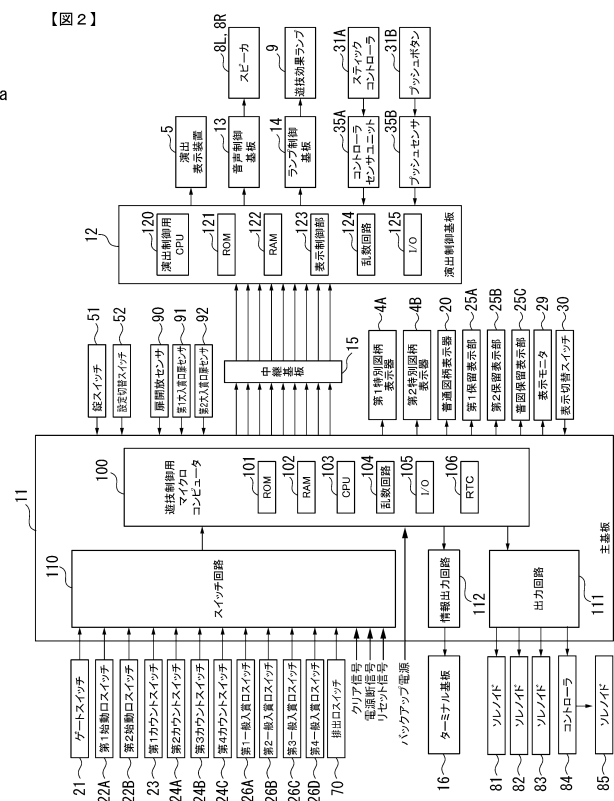 【図２】
a
11
110
スイッチ回路
100
遊技制御用
マイクロ
コンピュータ
101
ROM
102
RAM
103
CPU
104
乱数回路
105
I/O
106
RTC
情報出力回路
112
出力回路
111
主基板
21
ゲートスイッチ
22A
第1始動口スイッチ
22B
第2始動口スイッチ
23
第1カウントスイッチ
24A
第2カウントスイッチ
24B
第3カウントスイッチ
24C
第4カウントスイッチ
26A
第1一般入賞口スイッチ
26B
第2一般入賞口スイッチ
26C
第3一般入賞口スイッチ
26D
第4一般入賞口スイッチ
70
排出口スイッチ
クリア信号
電源断信号
リセット信号
バックアップ電源
16
ターミナル基板
81
ソレノイド
82
ソレノイド
83
ソレノイド
84
コントローラ
85
ソレノイド
錠スイッチ
51
設定切替スイッチ
52
扉開放センサ
90
第1大入賞口扉センサ
91
第2大入賞口扉センサ
92
中継基板
15
第1特別図柄
表示器
4A
第2特別図柄
表示器
4B
普通図柄表示器
20
第1保留表示部
25A
第2保留表示部
25B
普図保留表示部
25C
表示モニタ
29
表示切替スイッチ
30
12
120
演出制御用
CPU
121
ROM
122
RAM
123
表示制御部
124
乱数回路
125
I/O
演出制御基板
5
演出
表示装置
13
音声制御
基板
8L, 8R
スピーカ
14
ランプ制御
基板
9
遊技効果ランプ
35A
コントローラ
センサユニット
31A
スティック
コントローラ
35B
プッシュセンサ
31B
プッシュボタン